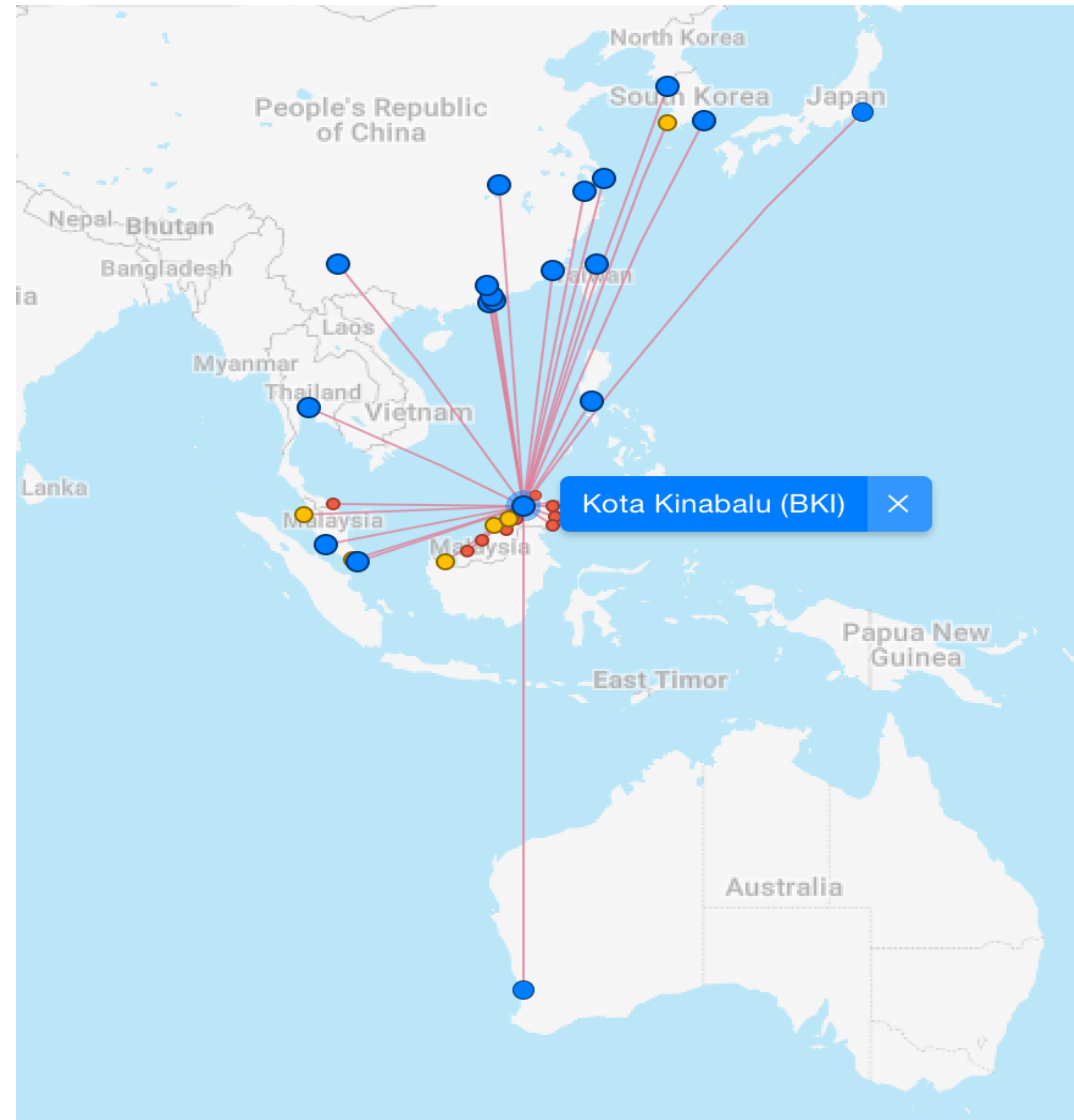 North Korea
South Korea
Japan
People's Republic
of China
Nepal
Bhutan
Bangladesh
ia
Taiwan
Laos
Myanmar
Thailand
Vietnam
Lanka
Kota Kinabalu (BKI)
Malaysia
Malaysia
Papua New
Guinea
East Timor
Australia